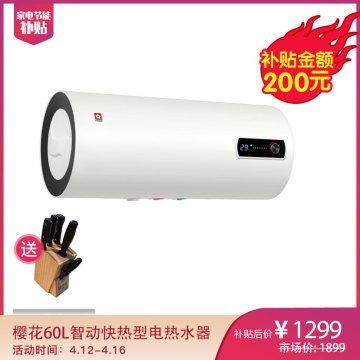 家电节能
补贴
补贴金额
200元
29
送
樱花60L智动快热型电热水器
活动时间：4.12-4.16
补贴后价 ￥1299
市场价: 1899